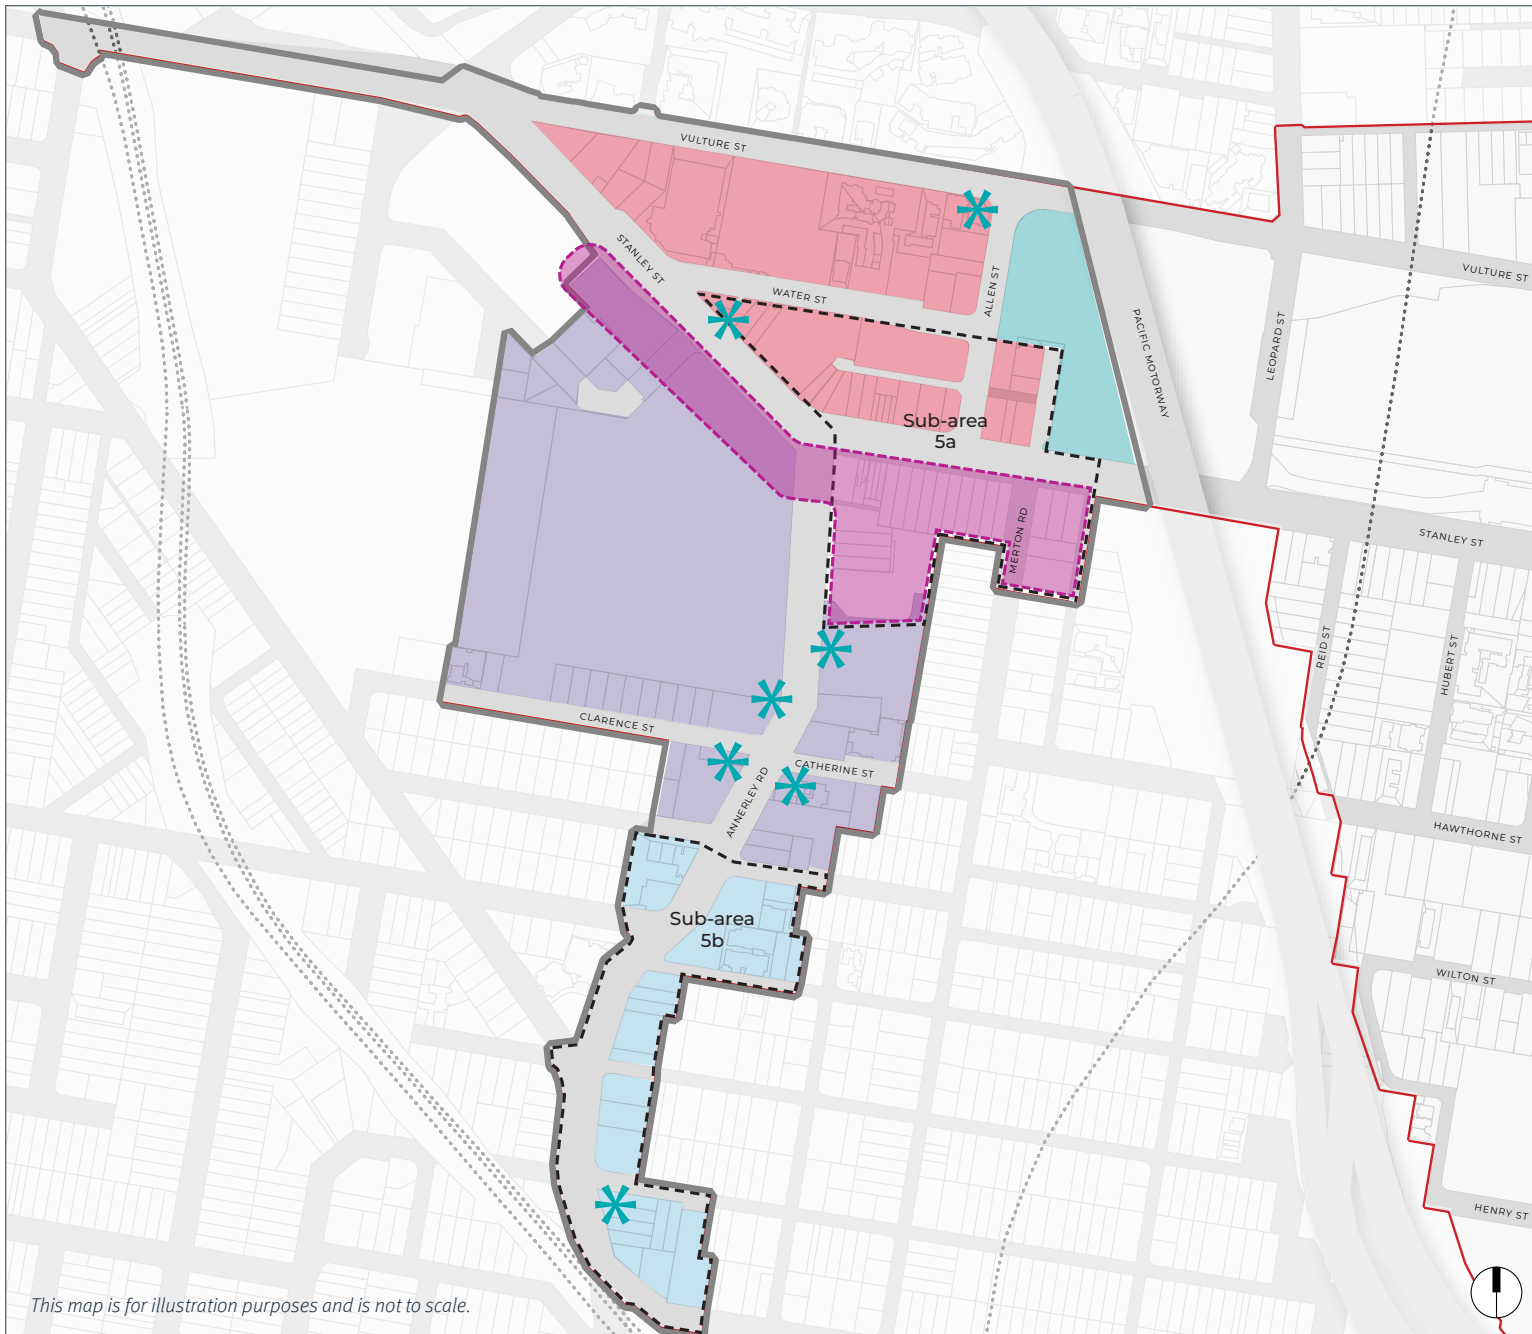 VULTURE ST
STANLEY ST
WATER ST
ALLEN ST
VULTURE ST
LEOPARD ST
PACIFIC MOTORWAY
Sub-area
5a
MERTON RD
STANLEY ST
REID ST
HUBERT ST
CLARENCE ST
CATHERINE ST
ANNERLEY RD
HAWTHORNE ST
Sub-area
5b
WILTON ST
HENRY ST
This map is for illustration purposes and is not to scale.